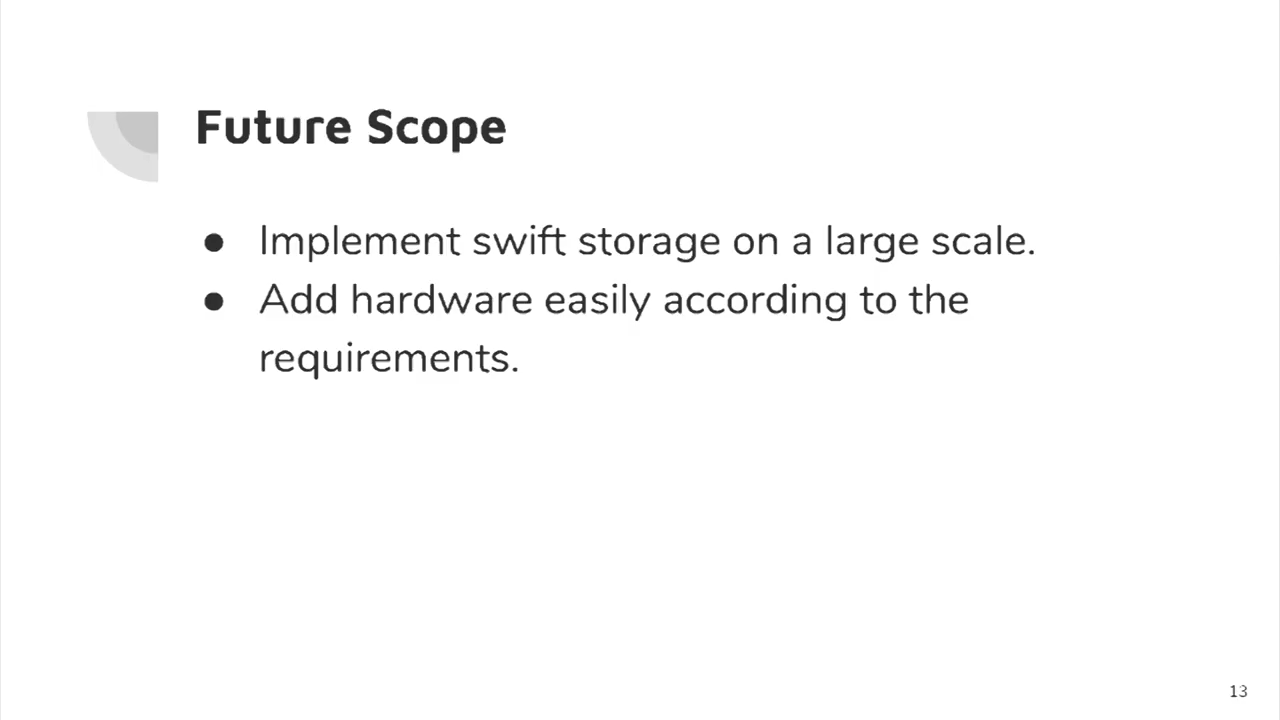 Future Scope
● Implement swift storage on a large scale.
● Add hardware easily according to the
requirements.
13